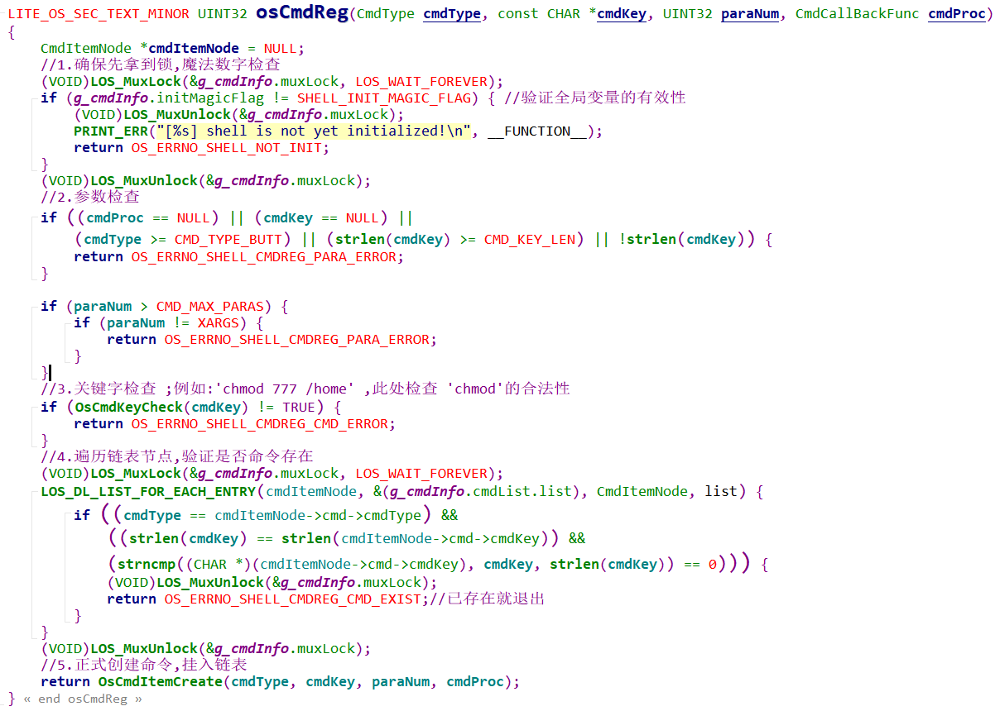 LITE_OS_SEC_TEXT_MINOR UINT32 osCmdReg(CmdType cmdType, const CHAR *cmdKey, UINT32 paraNum, CmdCallBackFunc cmdProc)
{
    CmdItemNode *cmdItemNode = NULL;
    //1.确保先拿到锁,魔法数字检查
    (VOID)LOS_MuxLock(&g_cmdInfo.muxLock, LOS_WAIT_FOREVER);
    if (g_cmdInfo.initMagicFlag != SHELL_INIT_MAGIC_FLAG) { //验证全局变量的有效性
        (VOID)LOS_MuxUnlock(&g_cmdInfo.muxLock);
        PRINT_ERR("[%s] shell is not yet initialized!\n", __FUNCTION__);
        return OS_ERRNO_SHELL_NOT_INIT;
    }
    (VOID)LOS_MuxUnlock(&g_cmdInfo.muxLock);
    //2.参数检查
    if ((cmdProc == NULL) || (cmdKey == NULL) ||
        (cmdType >= CMD_TYPE_BUTT) || (strlen(cmdKey) >= CMD_KEY_LEN) || !strlen(cmdKey)) {
        return OS_ERRNO_SHELL_CMDREG_PARA_ERROR;
    }

    if (paraNum > CMD_MAX_PARAS) {
        if (paraNum != XARGS) {
            return OS_ERRNO_SHELL_CMDREG_PARA_ERROR;
        }
    }
    //3.关键字检查 ;例如:'chmod 777 /home' ,此处检查 'chmod'的合法性
    if (OsCmdKeyCheck(cmdKey) != TRUE) {
        return OS_ERRNO_SHELL_CMDREG_CMD_ERROR;
    }
    //4.遍历链表节点,验证是否命令存在
    (VOID)LOS_MuxLock(&g_cmdInfo.muxLock, LOS_WAIT_FOREVER);
    LOS_DL_LIST_FOR_EACH_ENTRY(cmdItemNode, &(g_cmdInfo.cmdList.list), CmdItemNode, list) {
        if ((cmdType == cmdItemNode->cmd->cmdType) &&
            ((strlen(cmdKey) == strlen(cmdItemNode->cmd->cmdKey)) &&
            (strncmp((CHAR *)(cmdItemNode->cmd->cmdKey), cmdKey, strlen(cmdKey)) == 0))) {
            (VOID)LOS_MuxUnlock(&g_cmdInfo.muxLock);
            return OS_ERRNO_SHELL_CMDREG_CMD_EXIST;//已存在就退出
        }
    }
    (VOID)LOS_MuxUnlock(&g_cmdInfo.muxLock);
    //5.正式创建命令,挂入链表
    return OsCmdItemCreate(cmdType, cmdKey, paraNum, cmdProc);
} « end osCmdReg »